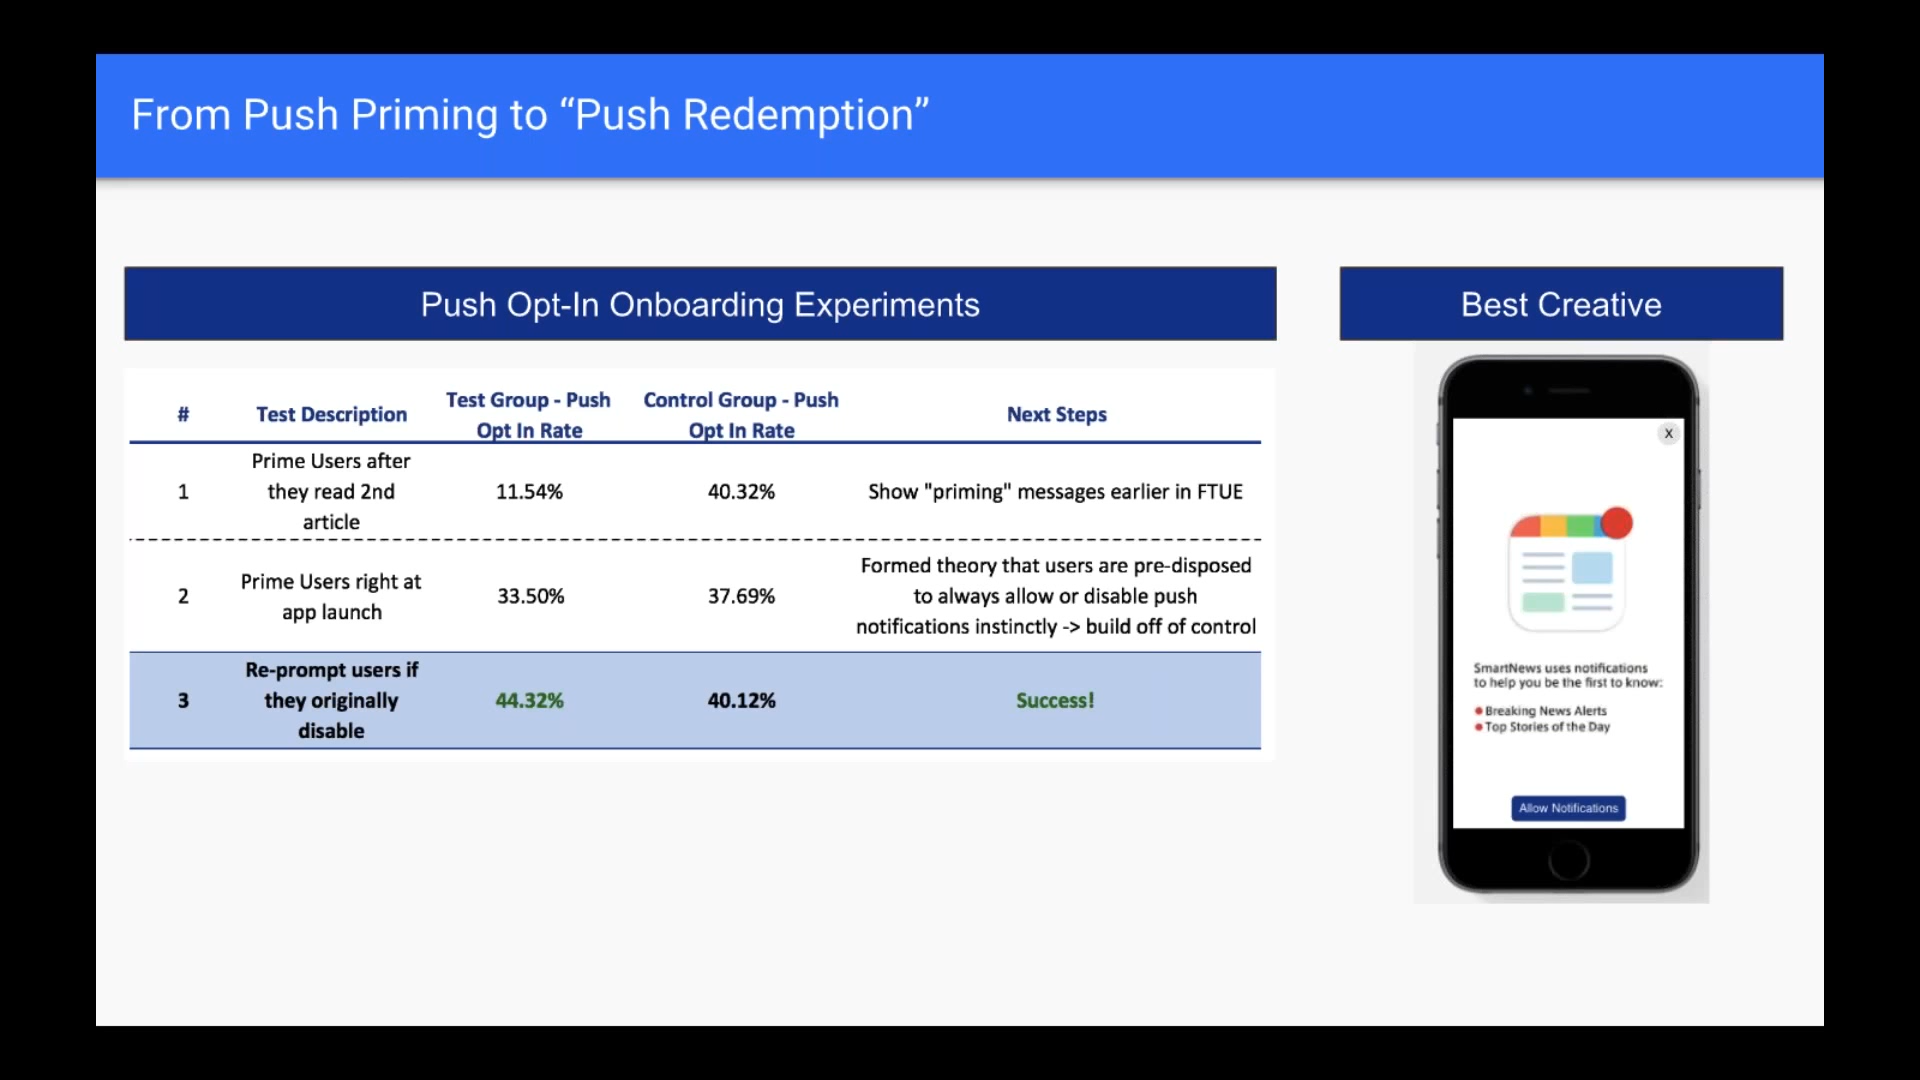 From Push Priming to “Push Redemption”
Push Opt-In Onboarding Experiments
#
Test Description
Test Group - Push
Opt In Rate
Control Group - Push
Opt In Rate
Next Steps
1
Prime Users after
they read 2nd
article
11.54%
40.32%
Show "priming" messages earlier in FTUE
2
Prime Users right at
app launch
33.50%
37.69%
Formed theory that users are pre-disposed
to always allow or disable push
notifications instinctly -> build off of control
3
Re-prompt users if
they originally
disable
44.32%
40.12%
Success!
Best Creative
X
SmartNews uses notifications
to help you be the first to know:
Breaking News Alerts
Top Stories of the Day
Allow Notifications